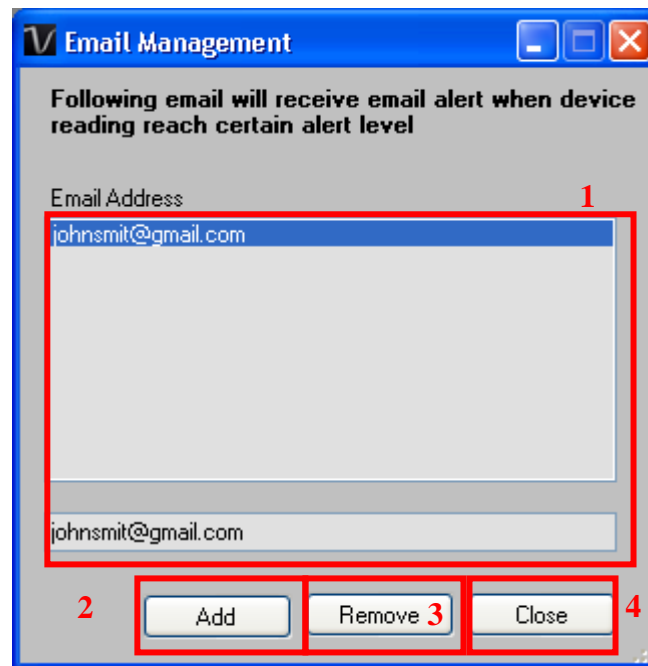 V Email Management
Following email will receive email alert when device
reading reach certain alert level
Email Address
1
johnsmit@gmail.com
johnsmit@gmail.com
2 Add Remove 3 Close 4